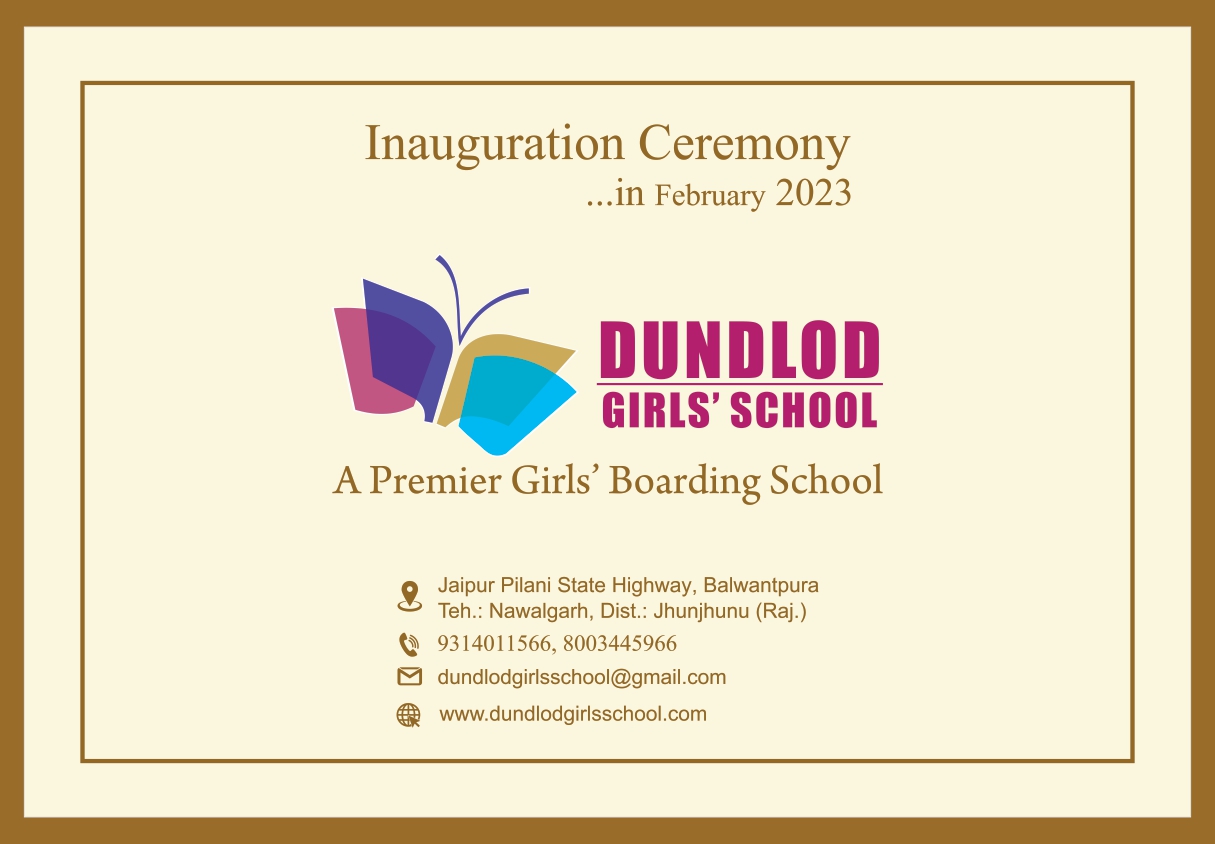 Inauguration Ceremony
...in February 2023
DUNDLOD
GIRLS’ SCHOOL
A Premier Girls’ Boarding School
Jaipur Pilani State Highway, Balwantpura
Teh.: Nawalgarh, Dist.: Jhunjhunu (Raj.)
9314011566, 8003445966
dundlodgirlsschool@gmail.com
www.dundlodgirlsschool.com